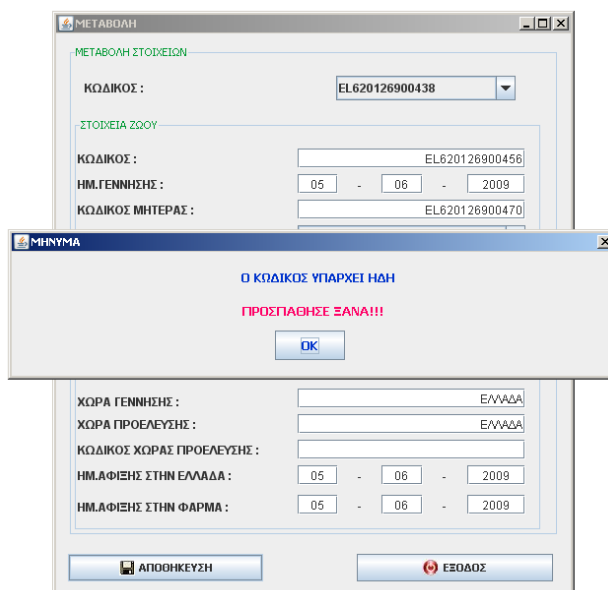 ΜΕΤΑΒΟΛΗ
ΜΕΤΑΒΟΛΗ ΣΤΟΙΧΕΙΩΝ
ΚΩΔΙΚΟΣ : EL620126900438
ΣΤΟΙΧΕΙΑ ΖΩΟΥ
ΚΩΔΙΚΟΣ : EL620126900456
ΗΜ.ΓΕΝΝΗΣΗΣ : 05 - 06 - 2009
ΚΩΔΙΚΟΣ ΜΗΤΕΡΑΣ : EL620126900470
ΜΗΝΥΜΑ
Ο ΚΩΔΙΚΟΣ ΥΠΑΡΧΕΙ ΗΔΗ
ΠΡΟΣΠΑΘΗΣΕ ΞΑΝΑ!!!
OK
ΧΩΡΑ ΓΕΝΝΗΣΗΣ : ΕΛΛΑΔΑ
ΧΩΡΑ ΠΡΟΕΛΕΥΣΗΣ : ΕΛΛΑΔΑ
ΚΩΔΙΚΟΣ ΧΩΡΑΣ ΠΡΟΕΛΕΥΣΗΣ :
ΗΜ.ΑΦΙΞΗΣ ΣΤΗΝ ΕΛΛΑΔΑ : 05 - 06 - 2009
ΗΜ.ΑΦΙΞΗΣ ΣΤΗΝ ΦΑΡΜΑ : 05 - 06 - 2009
ΑΠΟΘΗΚΕΥΣΗ ΕΞΟΔΟΣ